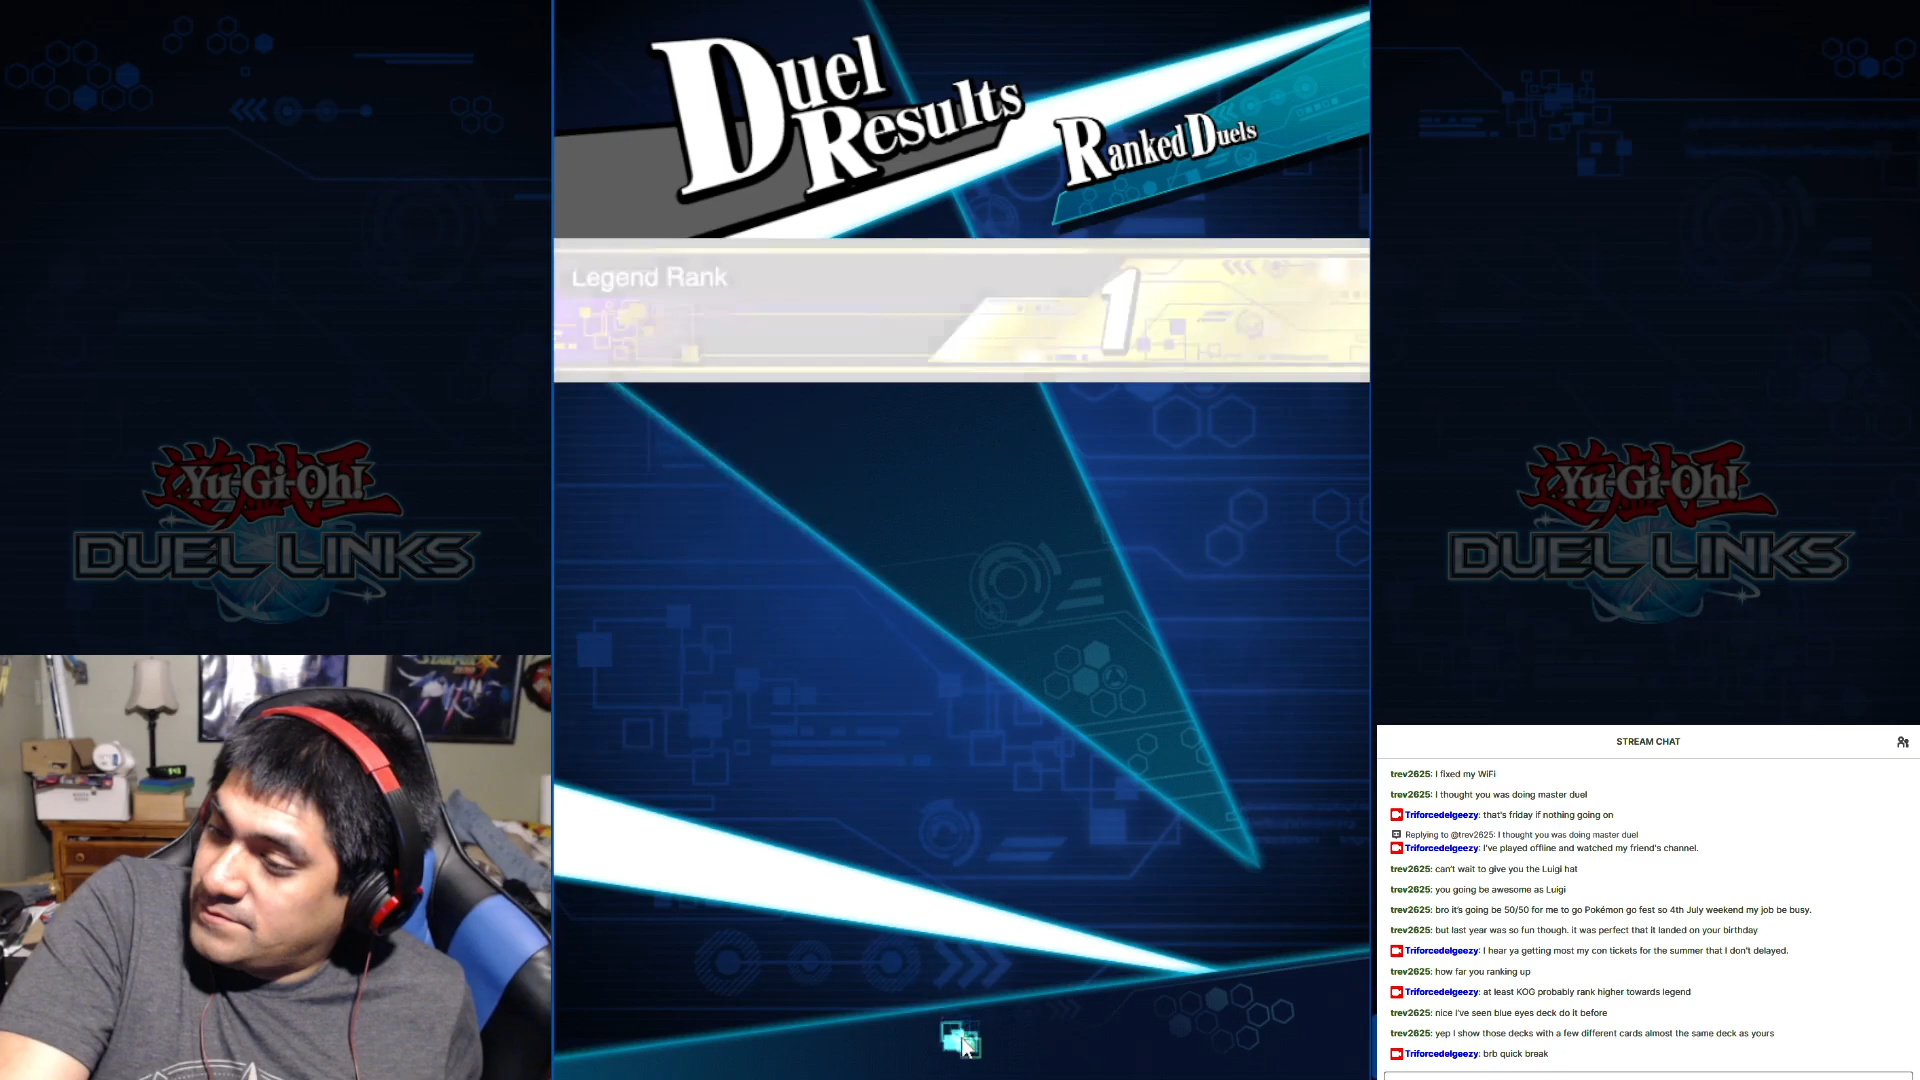 Duel
Results
Ranked Duels
Legend Rank
1
遊戯王
Yu-Gi-Oh!
DUEL LINKS
遊戯王
Yu-Gi-Oh!
DUEL LINKS
STREAM CHAT
trev2625: I fixed my WiFi
trev2625: I thought you was doing master duel
Triforcedelgeezy: that's friday if nothing going on
Replying to @trev2625: I thought you was doing master duel
Triforcedelgeezy: I've played offline and watched my friend's channel.
trev2625: can't wait to give you the Luigi hat
trev2625: you going be awesome as Luigi
trev2625: bro it's going be 50/50 for me to go Pokémon go fest so 4th July weekend my job be busy.
trev2625: but last year was so fun though. it was perfect that it landed on your birthday
Triforcedelgeezy: I hear ya getting most my con tickets for the summer that I don't delayed.
trev2625: how far you ranking up
Triforcedelgeezy: at least KOG probably rank higher towards legend
trev2625: nice I've seen blue eyes deck do it before
trev2625: yep I show those decks with a few different cards almost the same deck as yours
Triforcedelgeezy: brb quick break